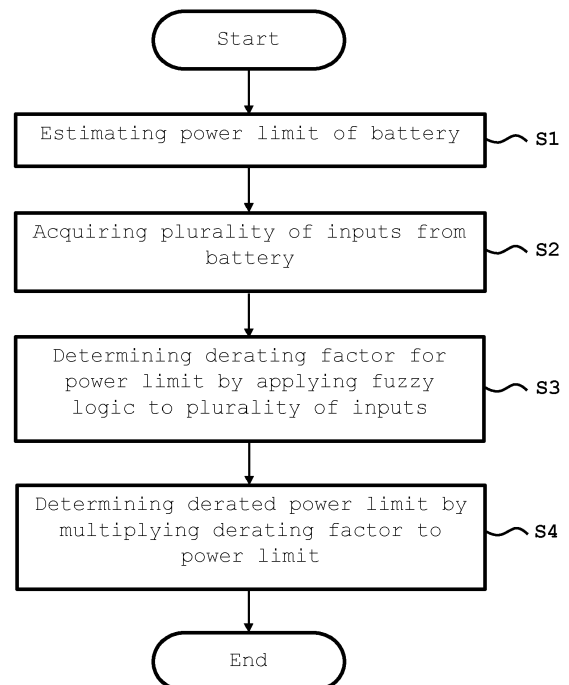 Start
Estimating power limit of battery
S1
Acquiring plurality of inputs from
battery
S2
Determining derating factor for
power limit by applying fuzzy
logic to plurality of inputs
S3
Determining derated power limit by
multiplying derating factor to
power limit
S4
End